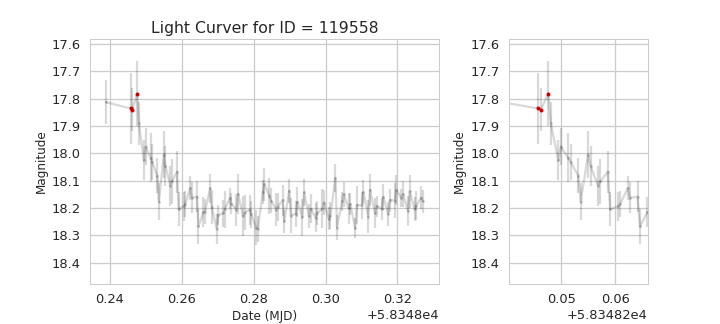 Light Curver for ID = 119558
17.6
17.7
17.8
17.9
18.0
18.1
18.2
18.3
18.4
Magnitude
0.24 0.26 0.28 0.30 0.32
Date (MJD)
+5.8348e4
17.6
17.7
17.8
17.9
18.0
18.1
18.2
18.3
18.4
Magnitude
0.05 0.06
+5.83482e4